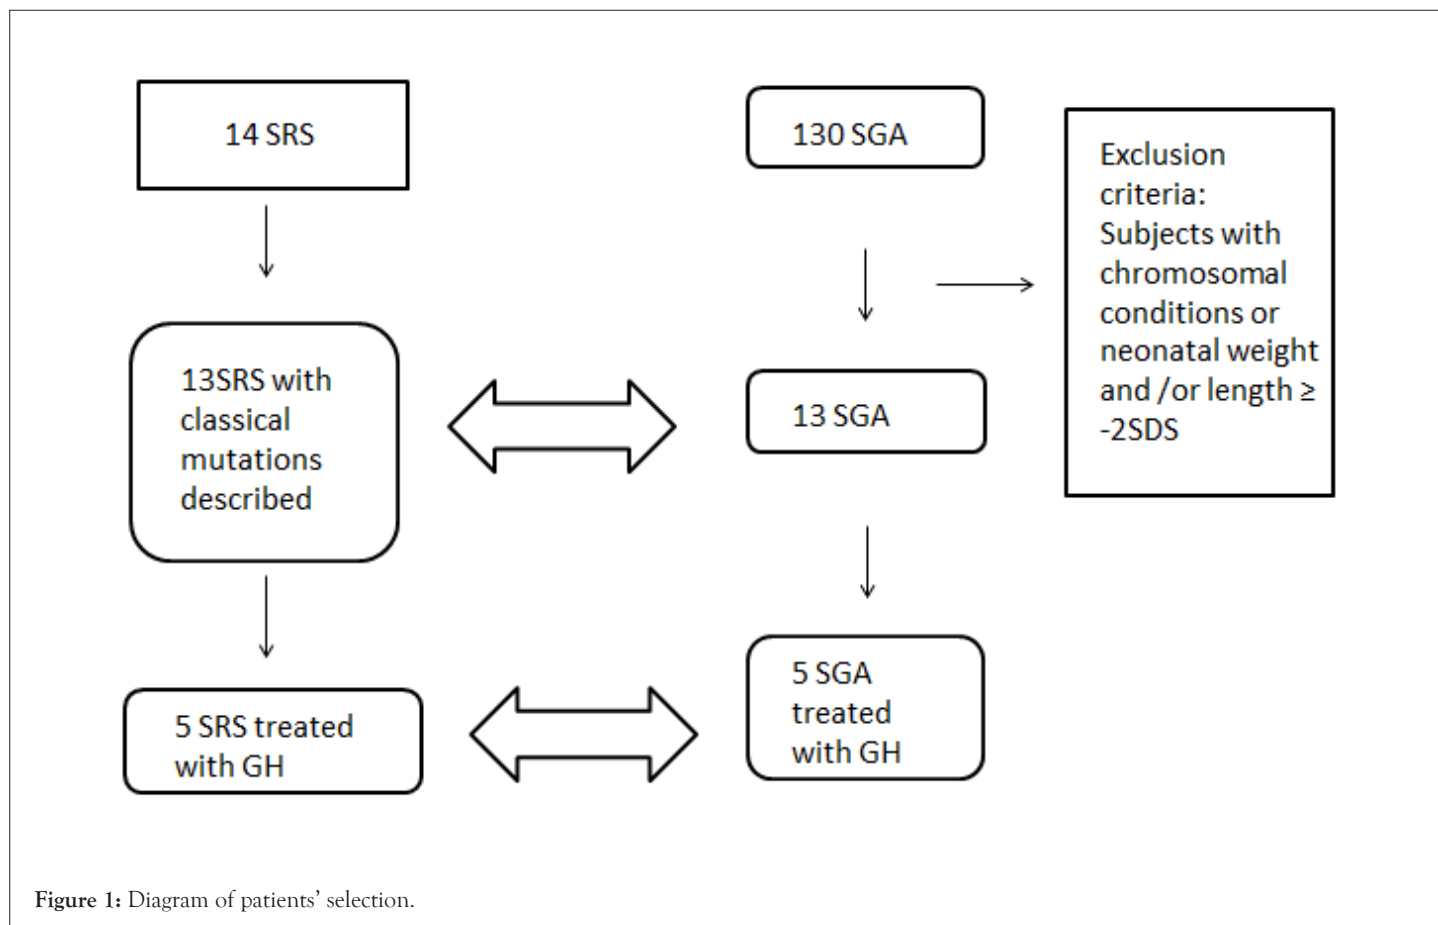 14 SRS
130 SGA
Exclusion
criteria:
Subjects with
chromosomal
conditions or
neonatal weight
and /or length ≥
-2SDS
13SRS with
classical
mutations
described
13 SGA
5 SRS treated
with GH
5 SGA
treated
with GH
Figure 1: Diagram of patients’ selection.